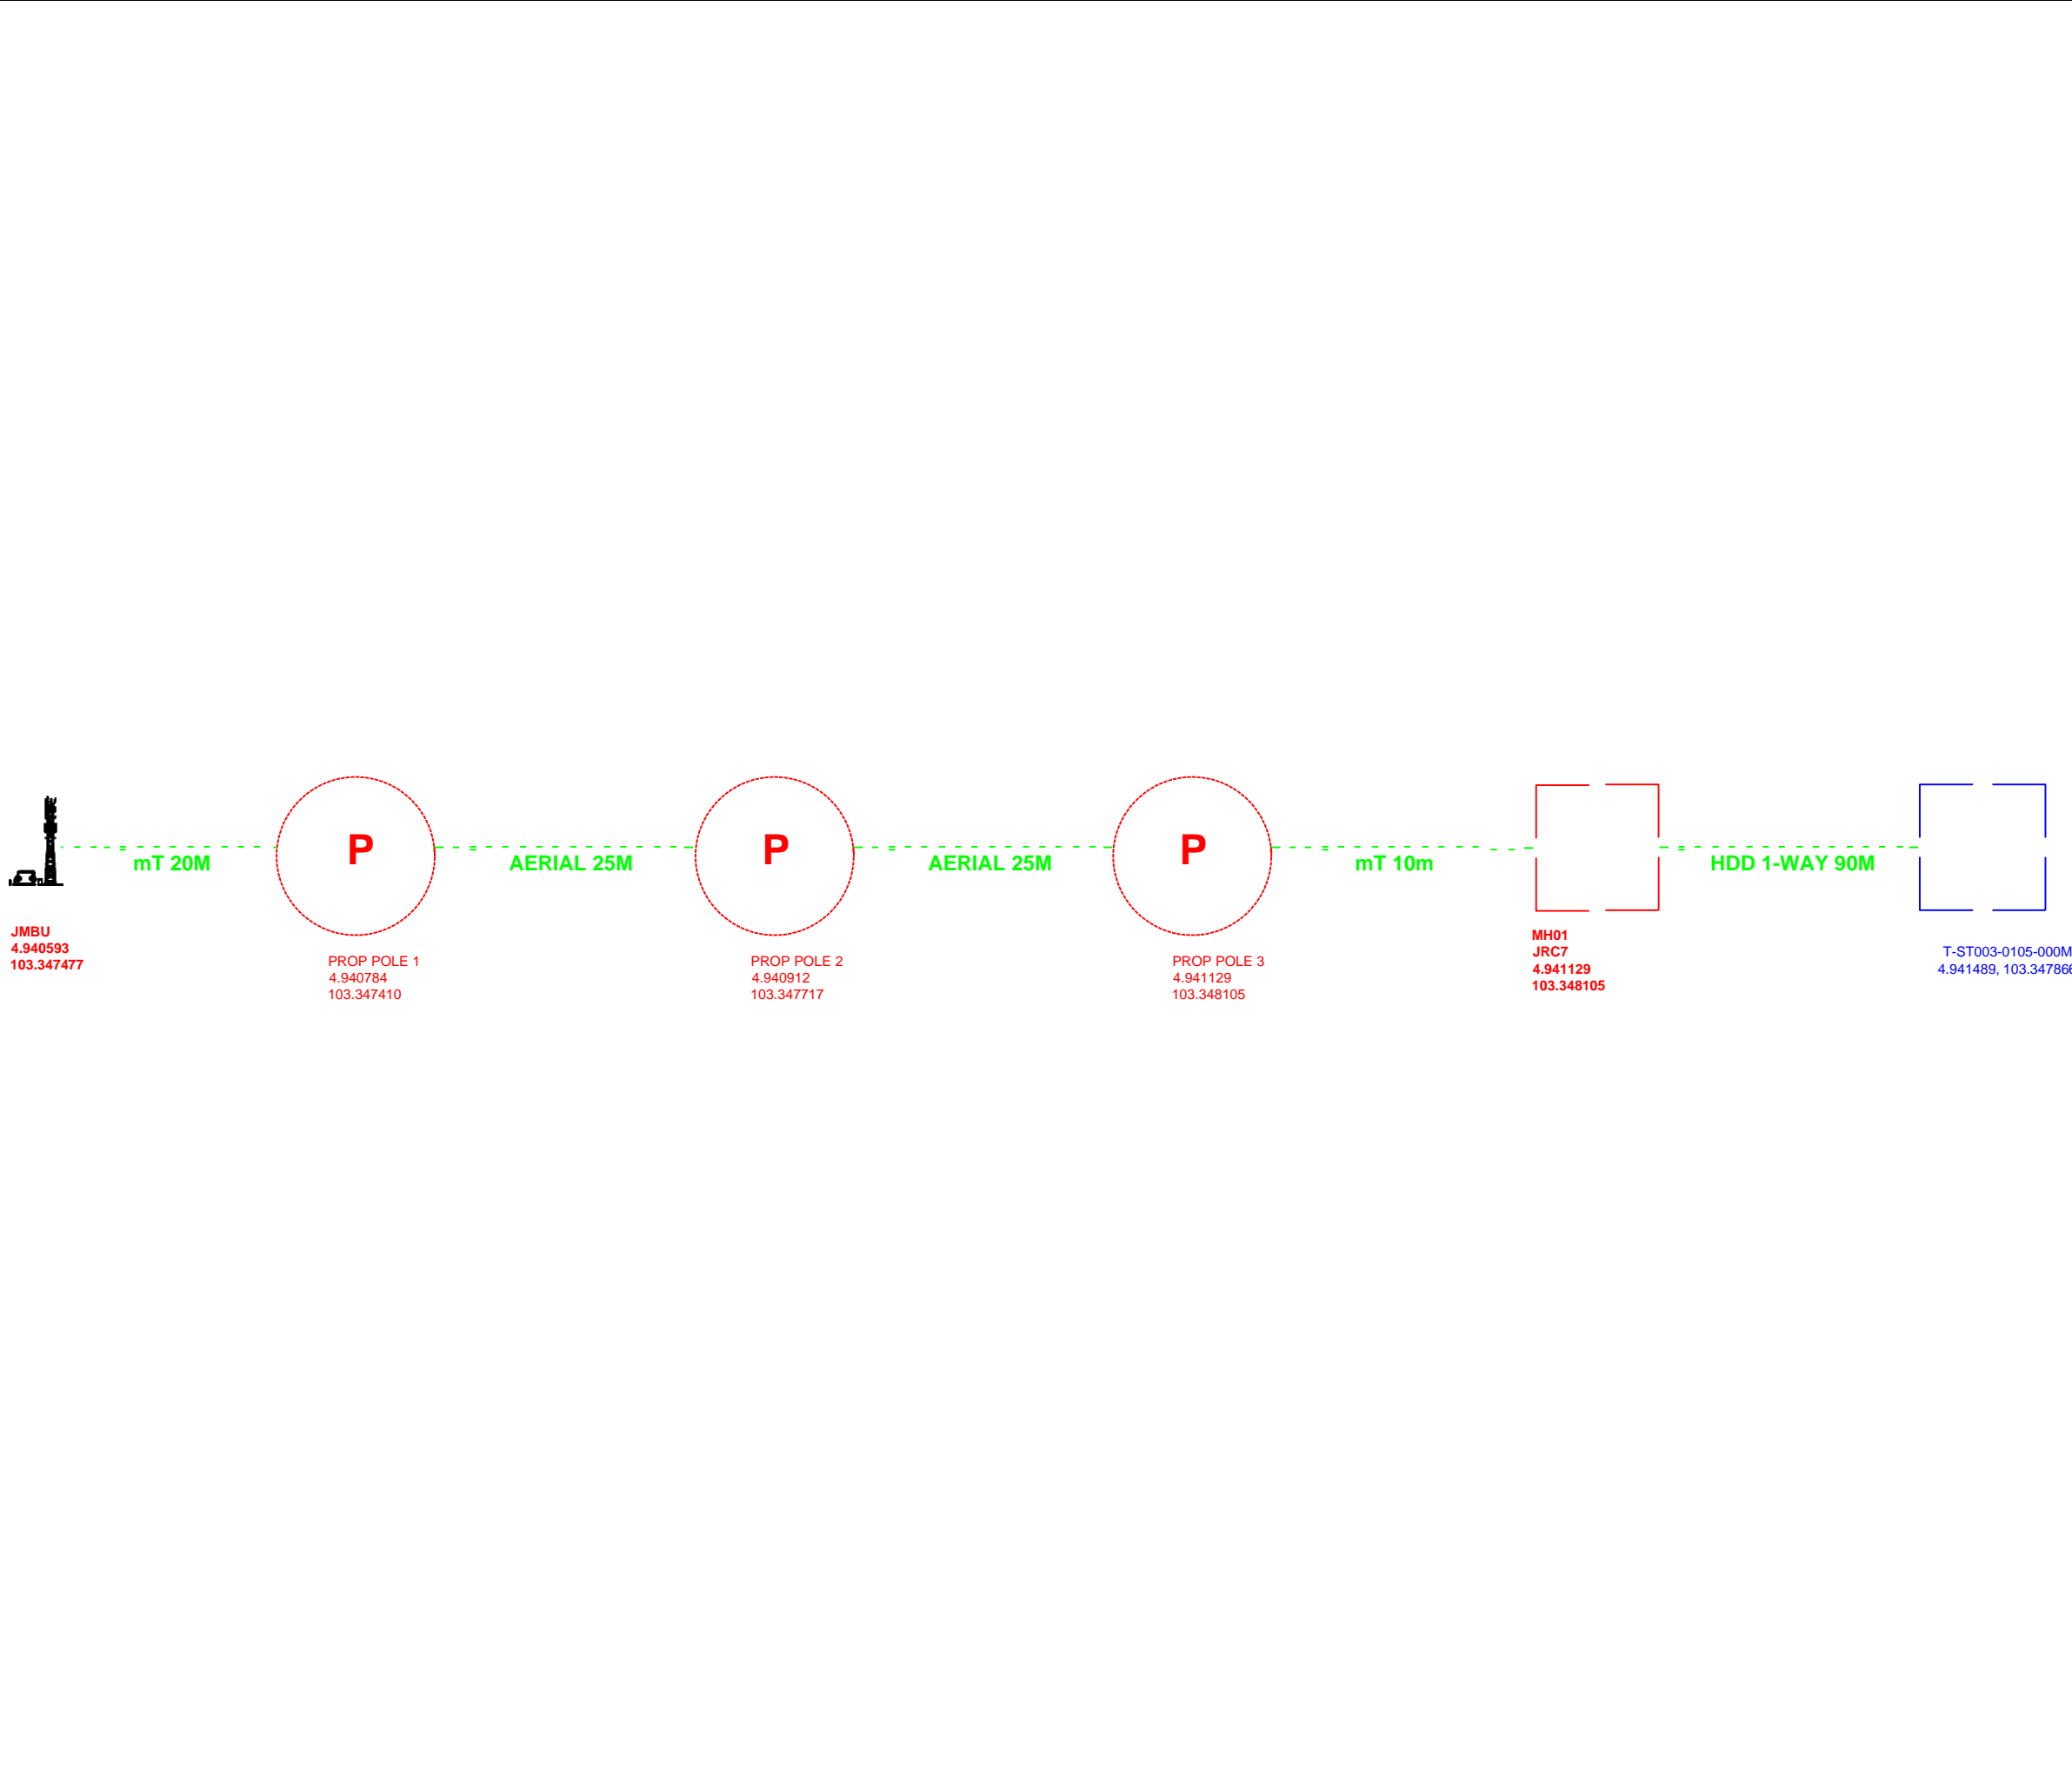 P
P
P
mT 20M
AERIAL 25M
AERIAL 25M
mT 10m
HDD 1-WAY 90M
JMBU
4.940593
103.347477
PROP POLE 1
4.940784
103.347410
PROP POLE 2
4.940912
103.347717
PROP POLE 3
4.941129
103.348105
MH01
JRC7
4.941129
103.348105
T-ST003-0105-000M
4.941489, 103.347866